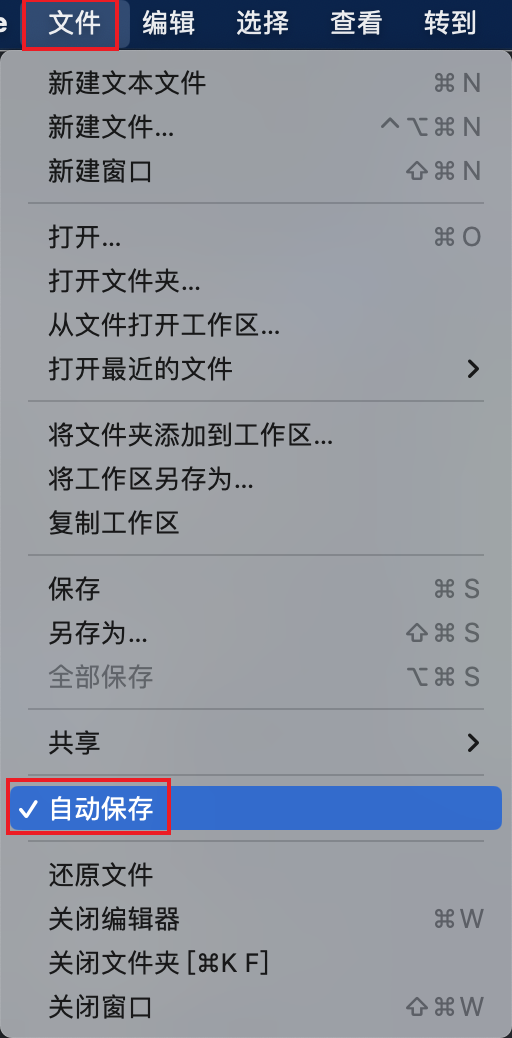 e 文件 编辑 选择 查看 转到
新建文本文件 ⌘ N
新建文件... ^⌥⌘ N
新建窗口 ⇧⌘ N
打开... ⌘ O
打开文件夹...
从文件打开工作区...
打开最近的文件 >
将文件夹添加到工作区...
将工作区另存为...
复制工作区
保存 ⌘ S
另存为... ⇧⌘ S
全部保存 ⌥⌘ S
共享 >
✓ 自动保存
还原文件
关闭编辑器 ⌘W
关闭文件夹 [⌘K F]
关闭窗口 ⇧⌘W